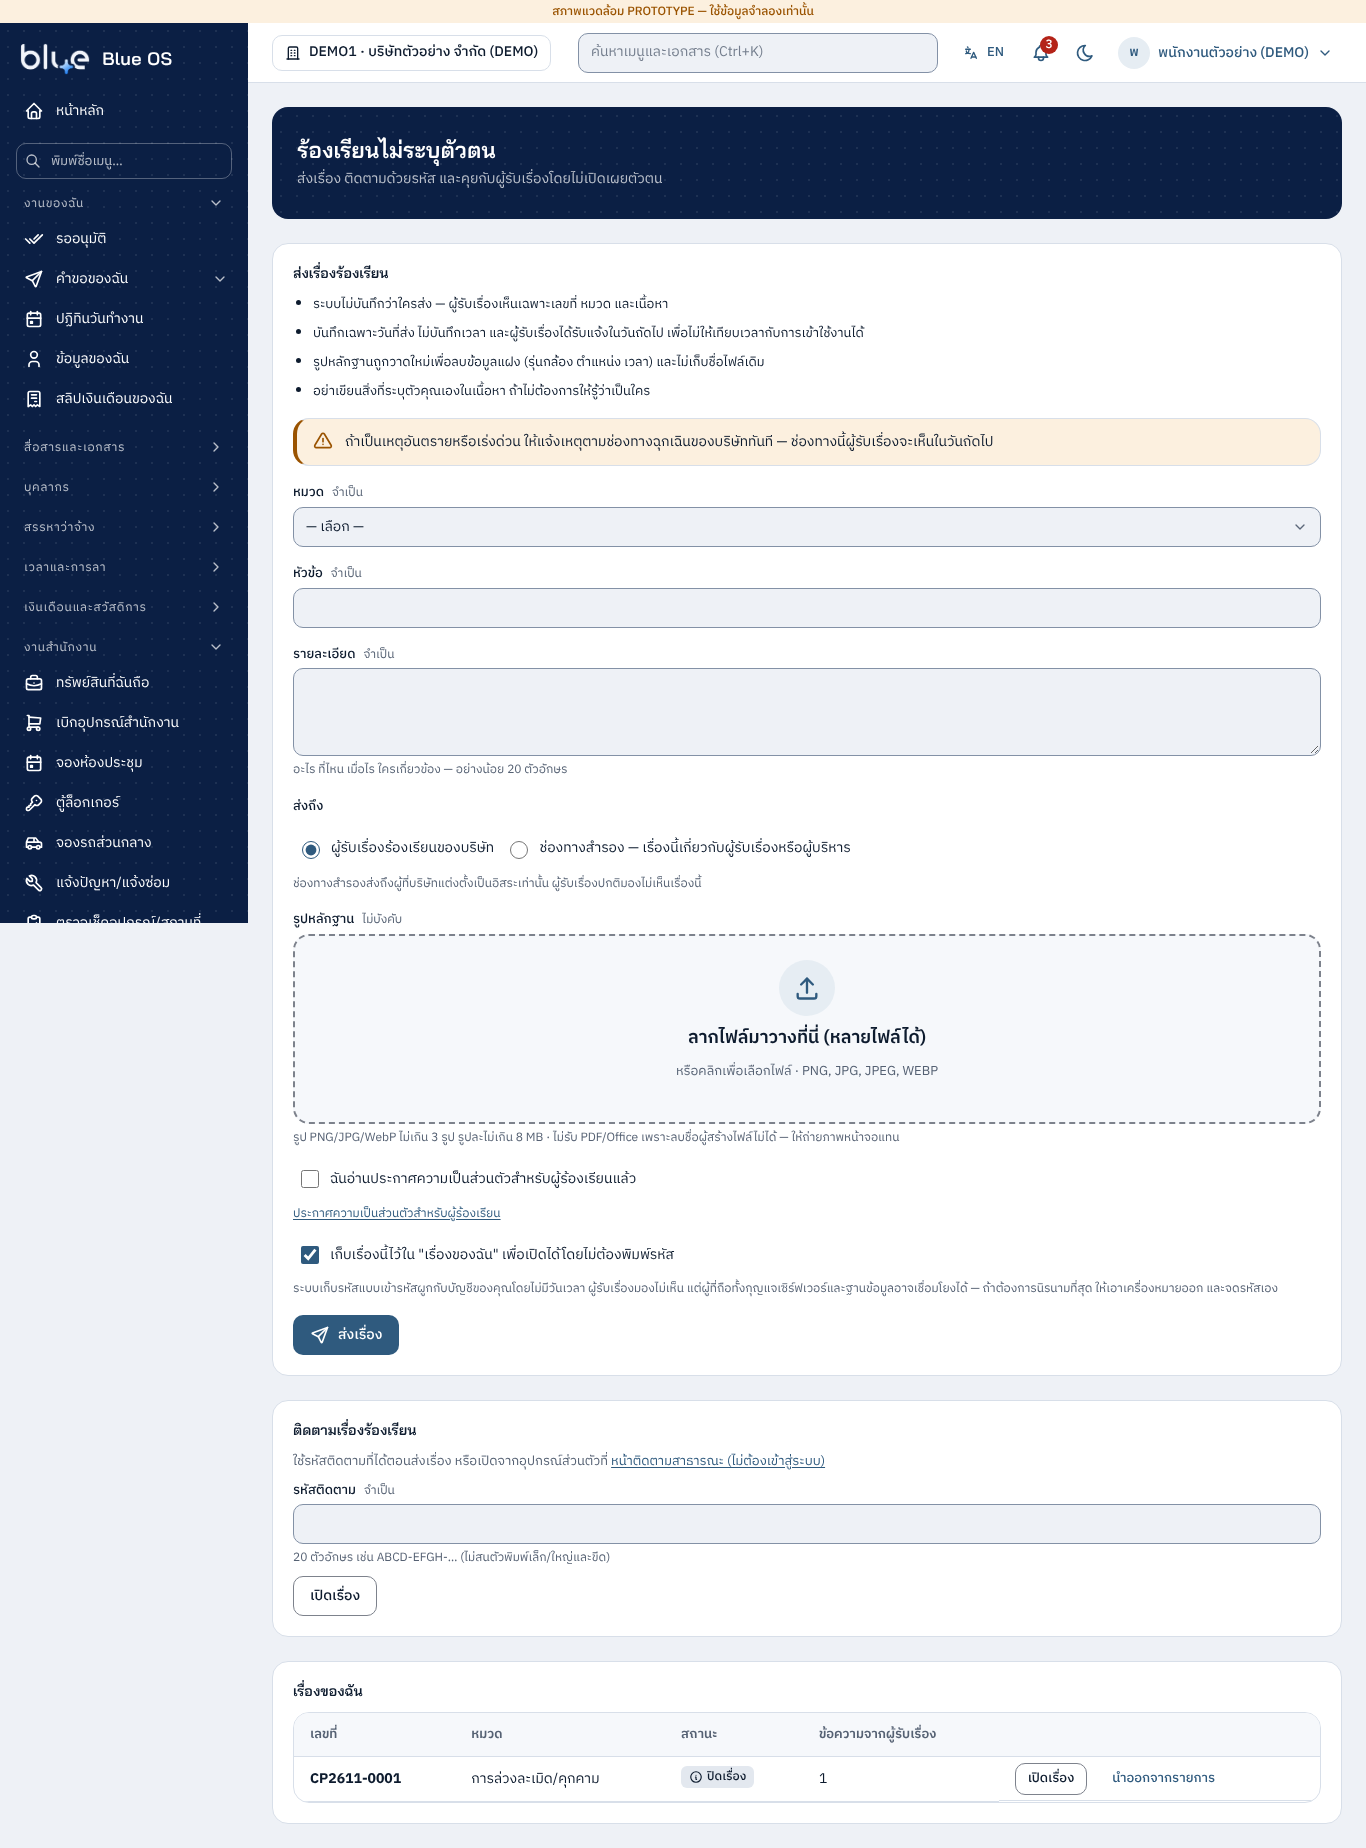 สภาพแวดล้อม PROTOTYPE — ใช้ข้อมูลจำลองเท่านั้น
blue Blue OS
DEMO1 · บริษัทตัวอย่าง จำกัด (DEMO)
ค้นหาเมนูและเอกสาร (Ctrl+K)
EN
3
พ
พนักงานตัวอย่าง (DEMO)
หน้าหลัก
พิมพ์ชื่อเมนู...
งานของฉัน
รออนุมัติ
คำขอของฉัน
ปฏิทินวันทำงาน
ข้อมูลของฉัน
สลิปเงินเดือนของฉัน
สื่อสารและเอกสาร
บุคลากร
สรรหาว่าจ้าง
เวลาและการลา
เงินเดือนและสวัสดิการ
งานสำนักงาน
ทรัพย์สินที่ฉันถือ
เบิกอุปกรณ์สำนักงาน
จองห้องประชุม
ตู้ล็อกเกอร์
จองรถส่วนกลาง
แจ้งปัญหา/แจ้งซ่อม
ตรวจเช็คอุปกรณ์/สถานที่
ร้องเรียนไม่ระบุตัวตน
ส่งเรื่อง ติดตามด้วยรหัส และคุยกับผู้รับเรื่องโดยไม่เปิดเผยตัวตน
ส่งเรื่องร้องเรียน
ระบบไม่บันทึกว่าใครส่ง — ผู้รับเรื่องเห็นเฉพาะเลขที่ หมวด และเนื้อหา
บันทึกเฉพาะวันที่ส่ง ไม่บันทึกเวลา และผู้รับเรื่องได้รับแจ้งในวันถัดไป เพื่อไม่ให้เทียบเวลากับการเข้าใช้งานได้
รูปหลักฐานถูกวาดใหม่เพื่อลบข้อมูลแฝง (รุ่นกล้อง ตำแหน่ง เวลา) และไม่เก็บชื่อไฟล์เดิม
อย่าเขียนสิ่งที่ระบุตัวคุณเองในเนื้อหา ถ้าไม่ต้องการให้รู้ว่าเป็นใคร
ถ้าเป็นเหตุอันตรายหรือเร่งด่วน ให้แจ้งเหตุตามช่องทางฉุกเฉินของบริษัททันที — ช่องทางนี้ผู้รับเรื่องจะเห็นในวันถัดไป
หมวด จำเป็น
— เลือก —
หัวข้อ จำเป็น
รายละเอียด จำเป็น
อะไร ที่ไหน เมื่อไร ใครเกี่ยวข้อง — อย่างน้อย 20 ตัวอักษร
ส่งถึง
ผู้รับเรื่องร้องเรียนของบริษัท
ช่องทางสำรอง — เรื่องนี้เกี่ยวกับผู้รับเรื่องหรือผู้บริหาร
ช่องทางสำรองส่งถึงผู้ที่บริษัทแต่งตั้งเป็นอิสระเท่านั้น ผู้รับเรื่องปกติมองไม่เห็นเรื่องนี้
รูปหลักฐาน ไม่บังคับ
ลากไฟล์มาวางที่นี่ (หลายไฟล์ได้)
หรือคลิกเพื่อเลือกไฟล์ · PNG, JPG, JPEG, WEBP
รูป PNG/JPG/WebP ไม่เกิน 3 รูป รูปละไม่เกิน 8 MB · ไม่รับ PDF/Office เพราะลบชื่อผู้สร้างไฟล์ไม่ได้ — ให้ถ่ายภาพหน้าจอแทน
ฉันอ่านประกาศความเป็นส่วนตัวสำหรับผู้ร้องเรียนแล้ว
ประกาศความเป็นส่วนตัวสำหรับผู้ร้องเรียน
เก็บเรื่องนี้ไว้ใน "เรื่องของฉัน" เพื่อเปิดได้โดยไม่ต้องพิมพ์รหัส
ระบบเก็บรหัสแบบเข้ารหัสผูกกับบัญชีของคุณโดยไม่มีวันเวลา ผู้รับเรื่องมองไม่เห็น แต่ผู้ที่ถือทั้งกุญแจเซิร์ฟเวอร์และฐานข้อมูลอาจเชื่อมโยงได้ — ถ้าต้องการนิรนามที่สุด ให้เอาเครื่องหมายออก และจดรหัสเอง
ส่งเรื่อง
ติดตามเรื่องร้องเรียน
ใช้รหัสติดตามที่ได้ตอนส่งเรื่อง หรือเปิดจากอุปกรณ์ส่วนตัวที่ หน้าติดตามสาธารณะ (ไม่ต้องเข้าสู่ระบบ)
รหัสติดตาม จำเป็น
20 ตัวอักษร เช่น ABCD-EFGH-... (ไม่สนตัวพิมพ์เล็ก/ใหญ่และขีด)
เปิดเรื่อง
เรื่องของฉัน
เลขที่ หมวด สถานะ ข้อความจากผู้รับเรื่อง
CP2611-0001 การล่วงละเมิด/คุกคาม ปิดเรื่อง 1 เปิดเรื่อง นำออกจากรายการ